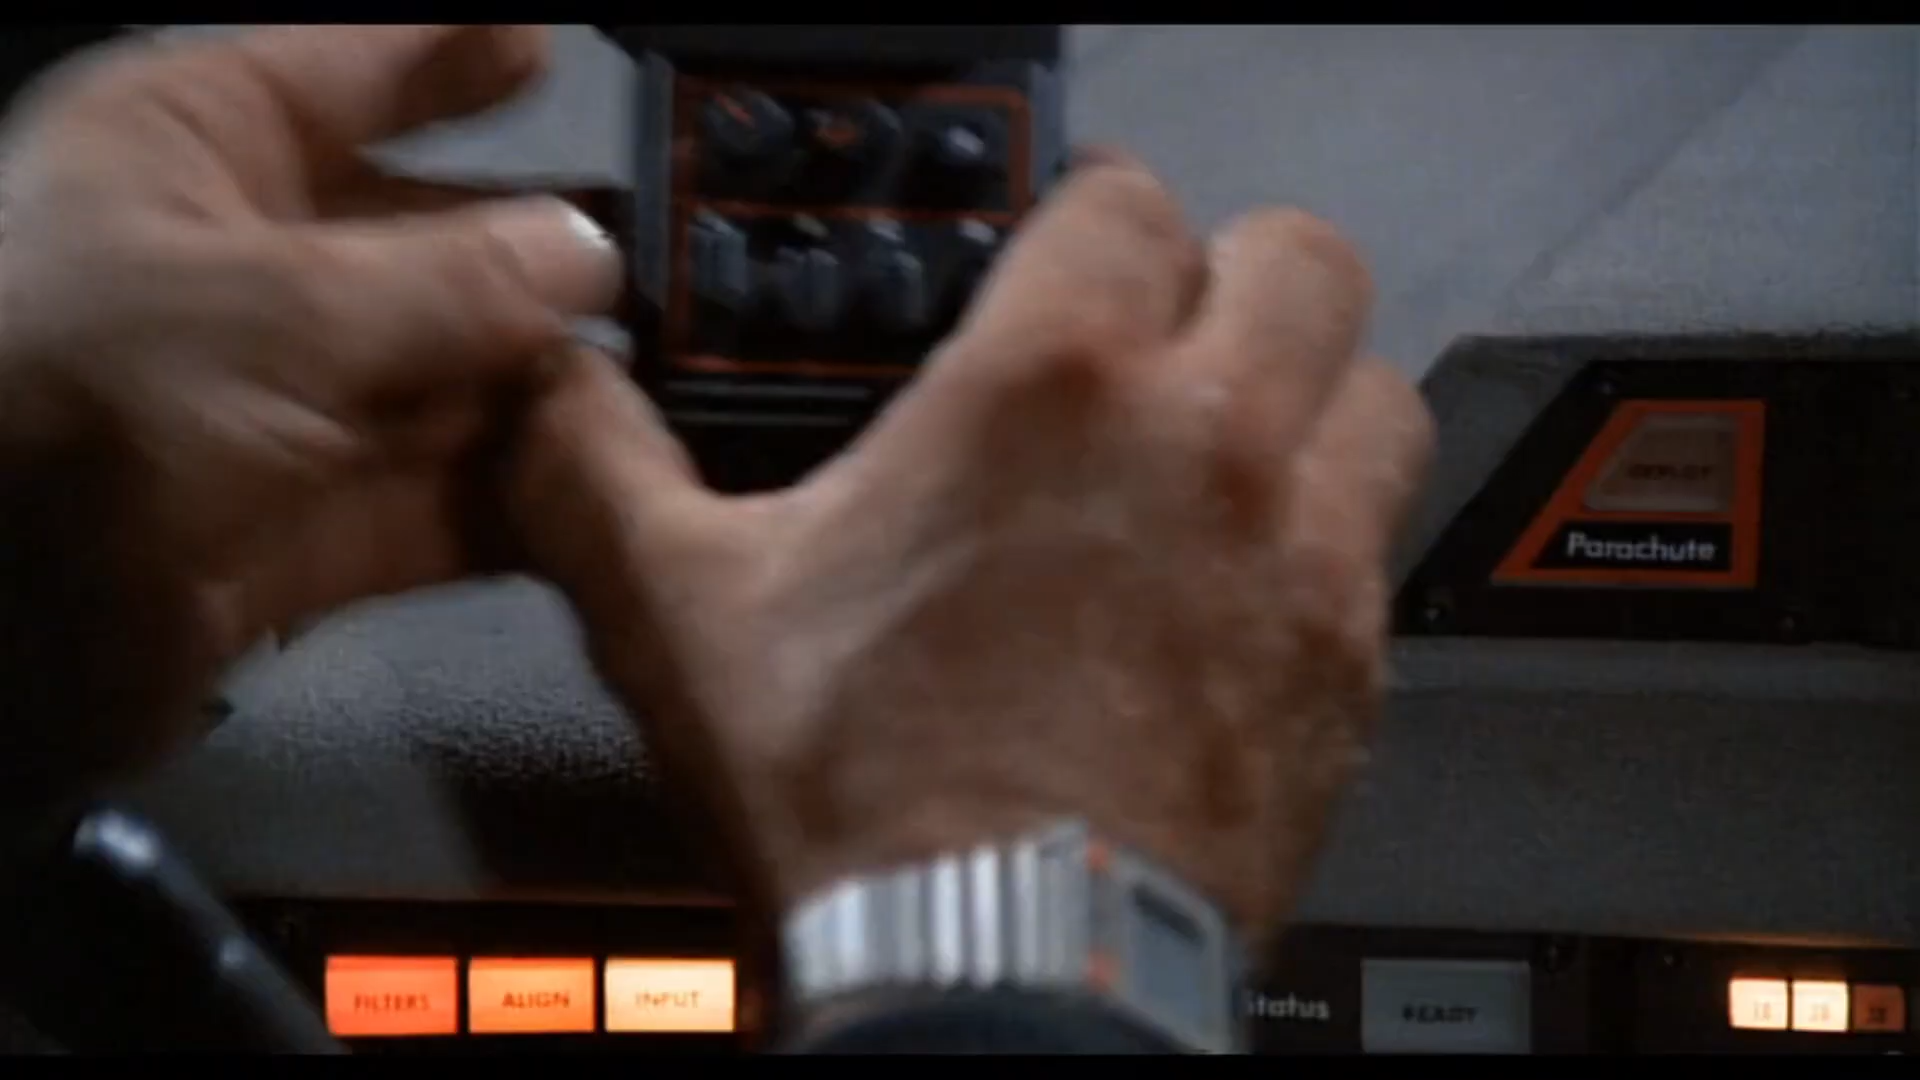 DEPLOY
Parachute
FILTERS
ALIGN
INPUT
Status
READY